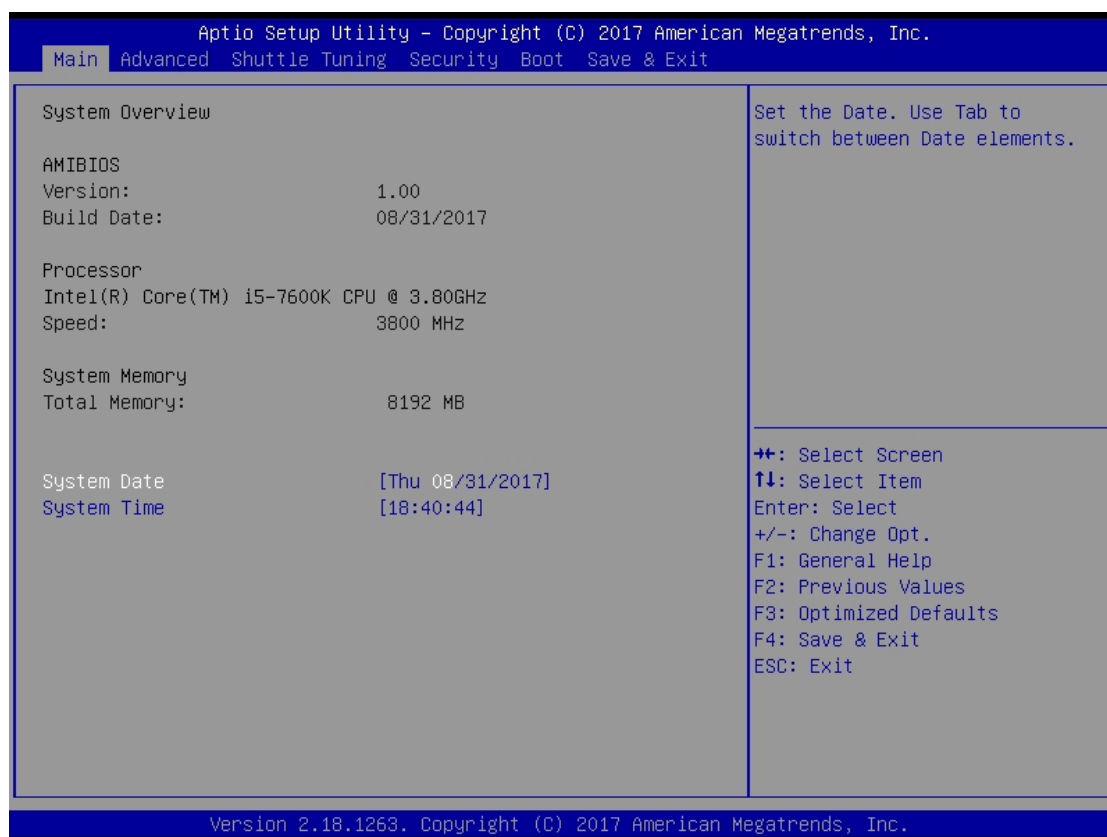 Aptio Setup Utility – Copyright (C) 2017 American Megatrends, Inc.
Main Advanced Shuttle Tuning Security Boot Save & Exit
System Overview
AMIBIOS
Version: 1.00
Build Date: 08/31/2017
Processor
Intel(R) Core(TM) i5-7600K CPU @ 3.80GHz
Speed: 3800 MHz
System Memory
Total Memory: 8192 MB
System Date [Thu 08/31/2017]
System Time [18:40:44]
Set the Date. Use Tab to
switch between Date elements.
→←: Select Screen
↑↓: Select Item
Enter: Select
+/-: Change Opt.
F1: General Help
F2: Previous Values
F3: Optimized Defaults
F4: Save & Exit
ESC: Exit
Version 2.18.1263. Copyright (C) 2017 American Megatrends, Inc.